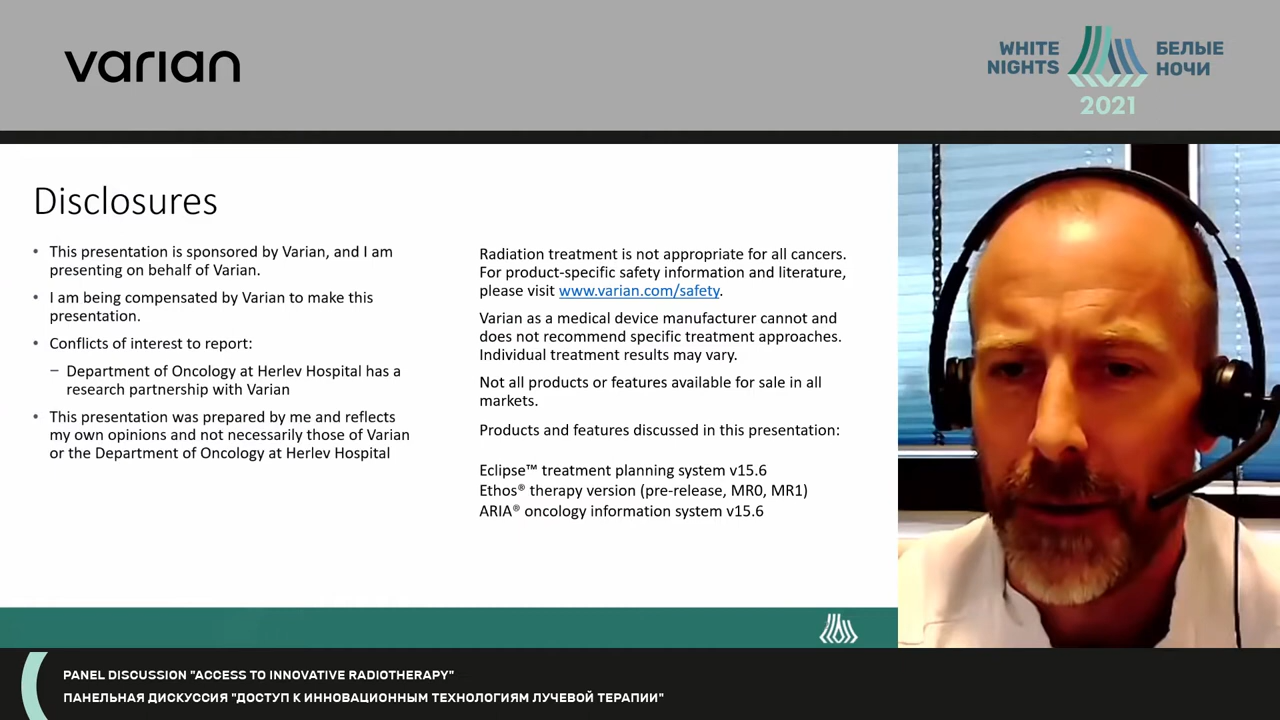 varian
WHITE
NIGHTS
БЕЛЫЕ
НОЧИ
2021
Disclosures
• This presentation is sponsored by Varian, and I am
presenting on behalf of Varian.
• I am being compensated by Varian to make this
presentation.
• Conflicts of interest to report:
– Department of Oncology at Herlev Hospital has a
research partnership with Varian
• This presentation was prepared by me and reflects
my own opinions and not necessarily those of Varian
or the Department of Oncology at Herlev Hospital
Radiation treatment is not appropriate for all cancers.
For product-specific safety information and literature,
please visit www.varian.com/safety.
Varian as a medical device manufacturer cannot and
does not recommend specific treatment approaches.
Individual treatment results may vary.
Not all products or features available for sale in all
markets.
Products and features discussed in this presentation:
Eclipse™ treatment planning system v15.6
Ethos® therapy version (pre-release, MR0, MR1)
ARIA® oncology information system v15.6
PANEL DISCUSSION "ACCESS TO INNOVATIVE RADIOTHERAPY"
ПАНЕЛЬНАЯ ДИСКУССИЯ "ДОСТУП К ИННОВАЦИОННЫМ ТЕХНОЛОГИЯМ ЛУЧЕВОЙ ТЕРАПИИ"